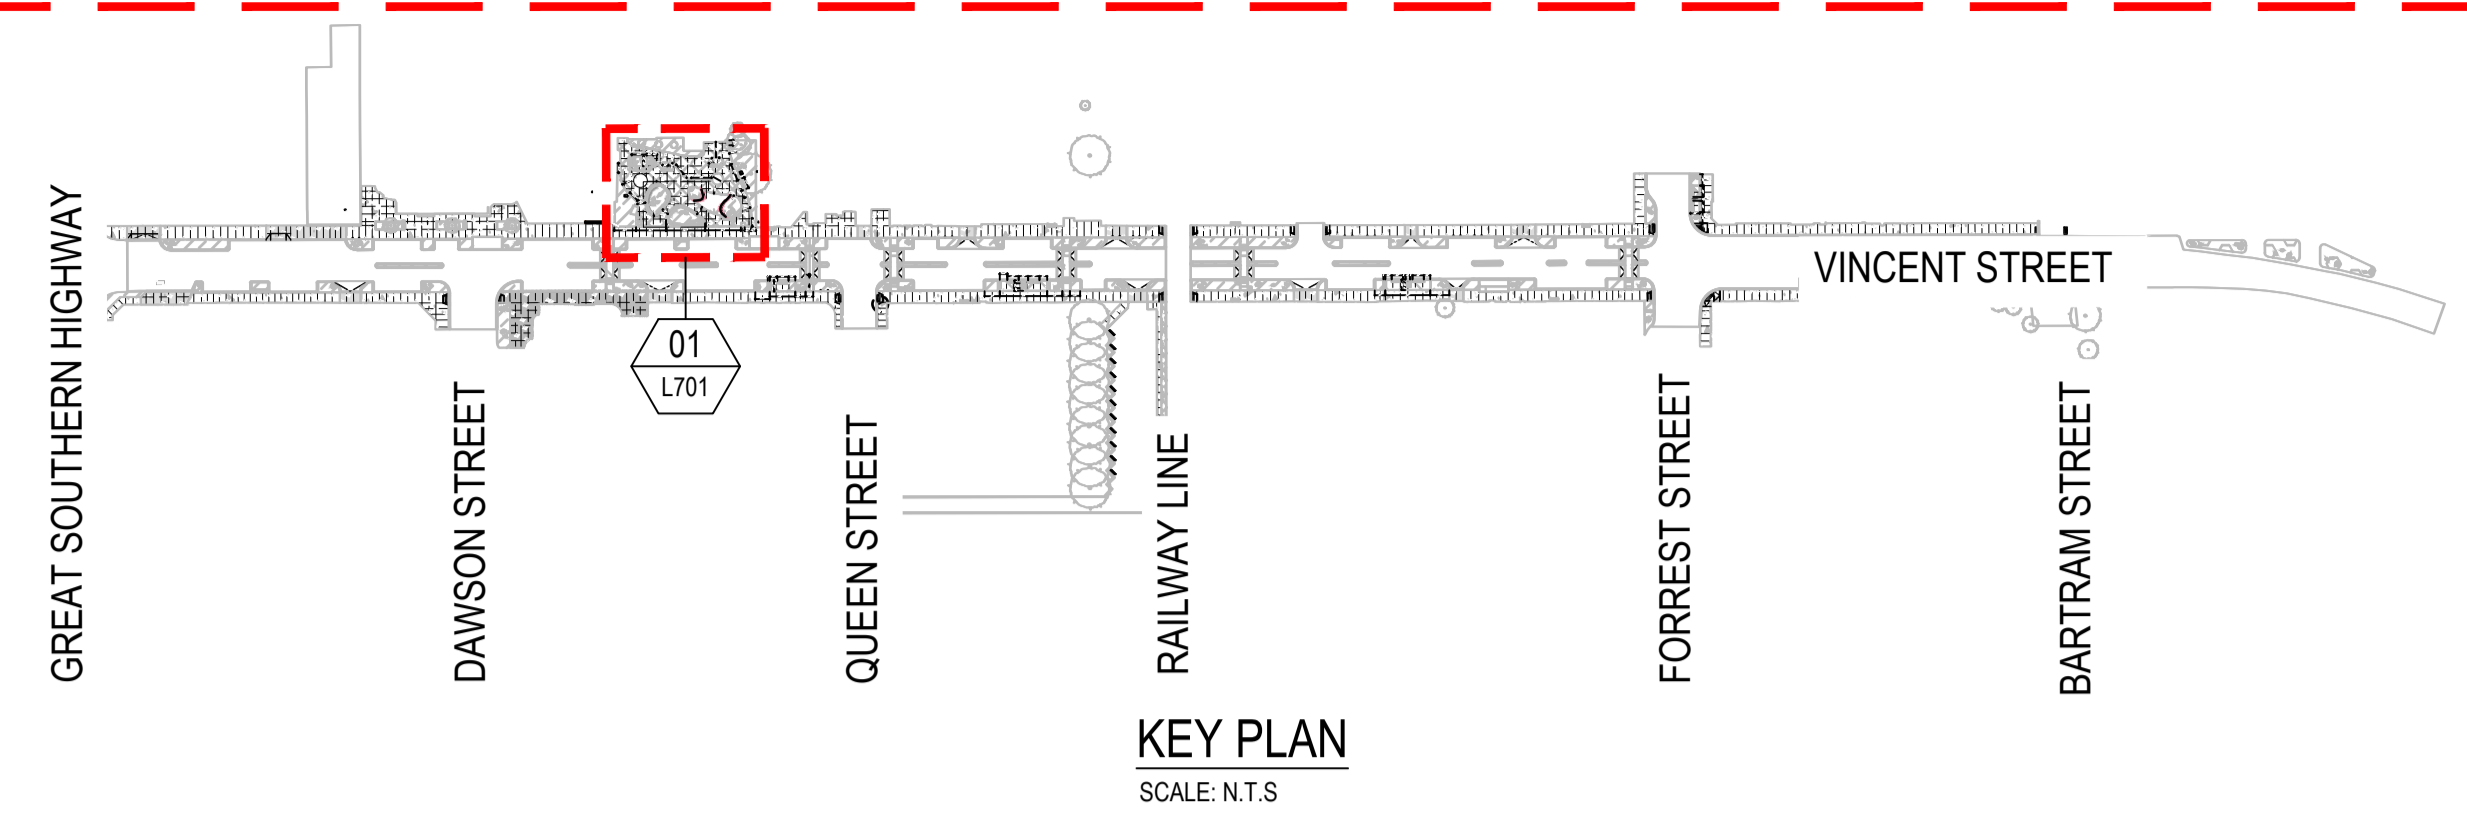 VINCENT STREET
01
L701
GREAT SOUTHERN HIGHWAY
DAWSON STREET
QUEEN STREET
RAILWAY LINE
FORREST STREET
BARTRAM STREET
KEY PLAN
SCALE: N.T.S